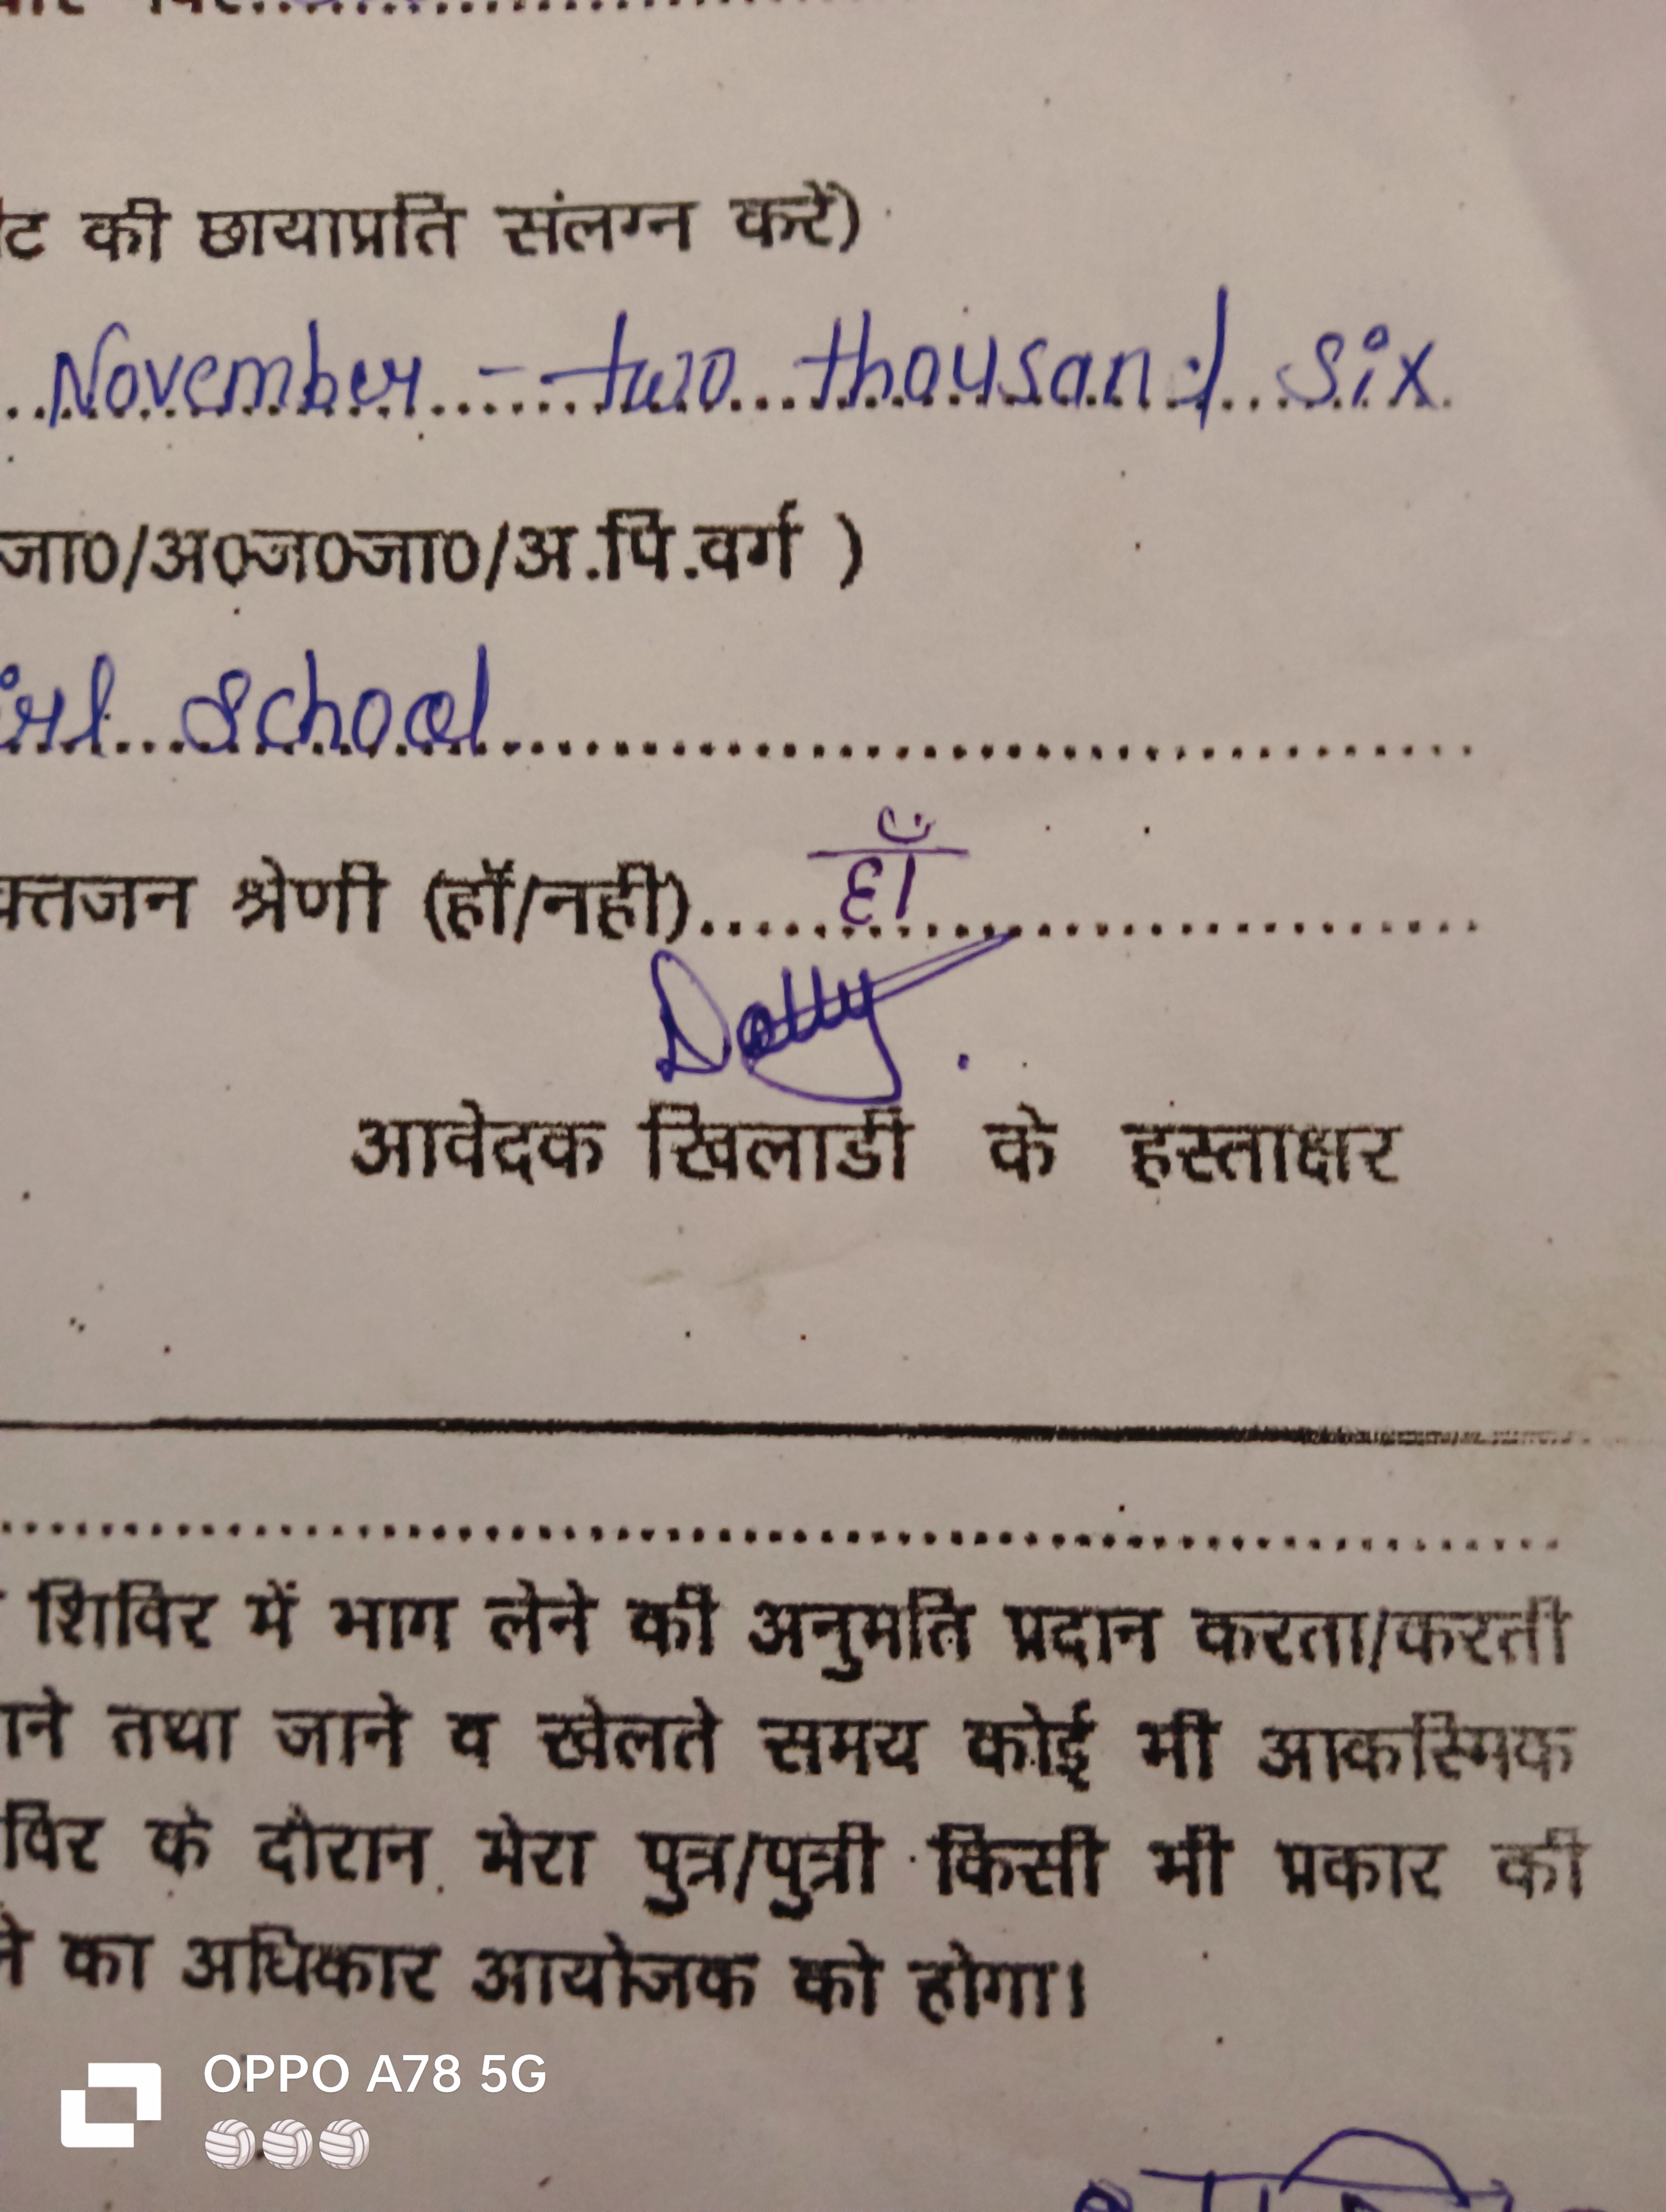 ट की छायाप्रति संलग्न करें)
..November - two thousand six
जा0/अ0ज0जा0/अ.पि.वर्ग )
School
क्तजन श्रेणी (हॉ/नही)..... हाँ
Dolly
आवेदक खिलाडी के हस्ताक्षर
शिविर में भाग लेने की अनुमति प्रदान करता/करती
ाने तथा जाने व खेलते समय कोई भी आकस्मिक
विर के दौरान मेरा पुत्र/पुत्री किसी भी प्रकार की
ने का अधिकार आयोजक को होगा।
OPPO A78 5G